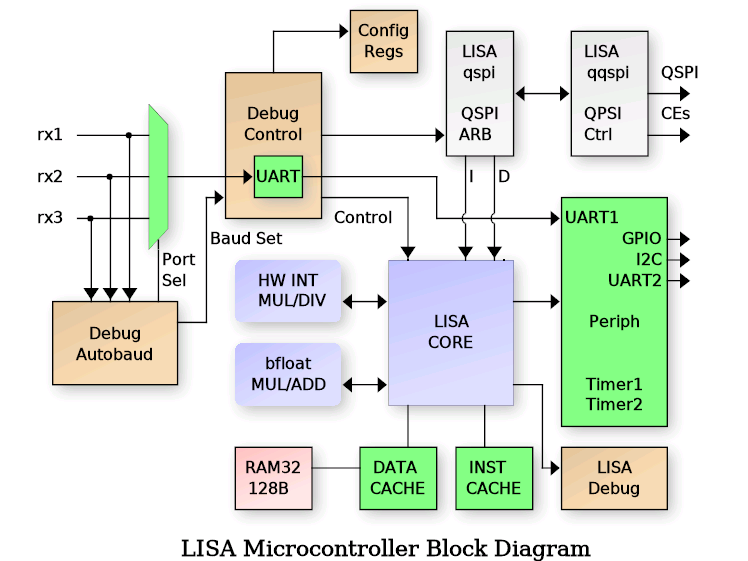 Config
Regs
LISA
qspi
QSPI
ARB
LISA
qqspi
QPSI
Ctrl
QSPI
CEs
Debug
Control
UART
rx1
rx2
rx3
I
D
Control
Baud Set
Port
Sel
Debug
Autobaud
UART1
GPIO
I2C
UART2
Periph
Timer1
Timer2
HW INT
MUL/DIV
LISA
CORE
bfloat
MUL/ADD
RAM32
128B
DATA
CACHE
INST
CACHE
LISA
Debug
LISA Microcontroller Block Diagram